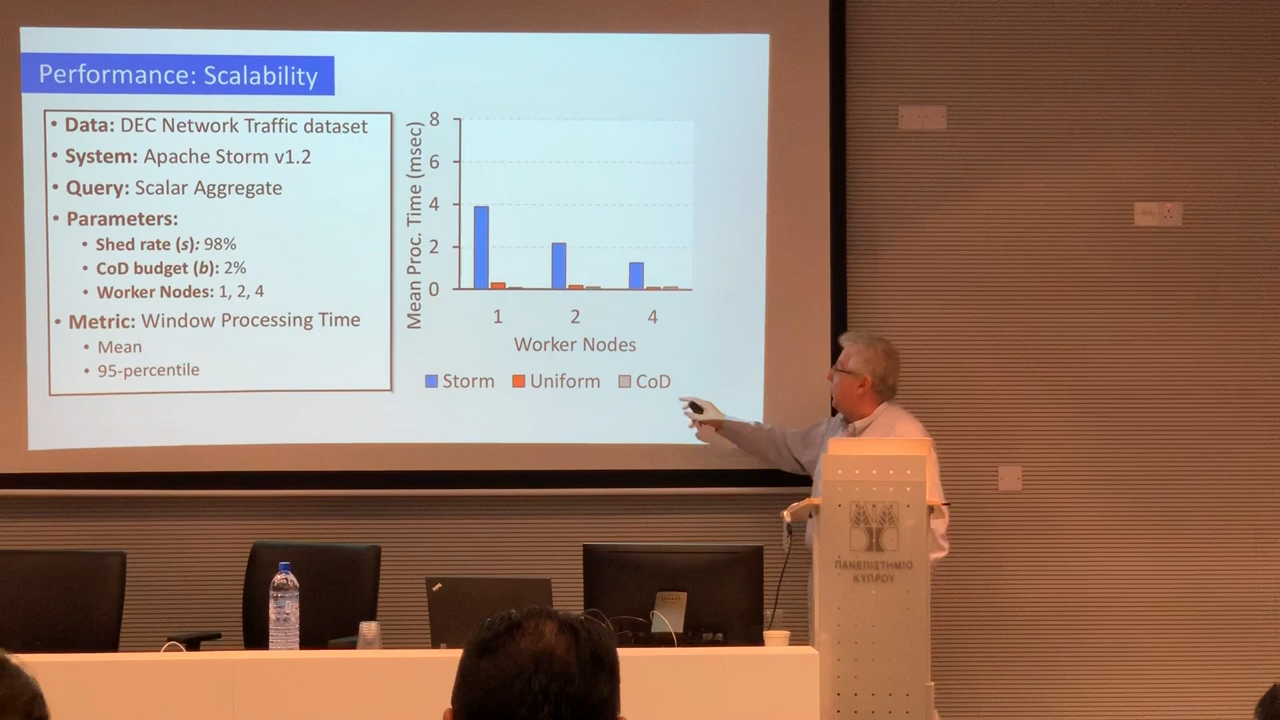 Performance: Scalability
• Data: DEC Network Traffic dataset
• System: Apache Storm v1.2
• Query: Scalar Aggregate
• Parameters:
• Shed rate (s): 98%
• CoD budget (b): 2%
• Worker Nodes: 1, 2, 4
• Metric: Window Processing Time
• Mean
• 95-percentile
Mean Proc. Time (msec)
8
6
4
2
0
1 2 4
Worker Nodes
Storm Uniform CoD
ΠΑΝΕΠΙΣΤΗΜΙΟ
ΚΥΠΡΟΥ